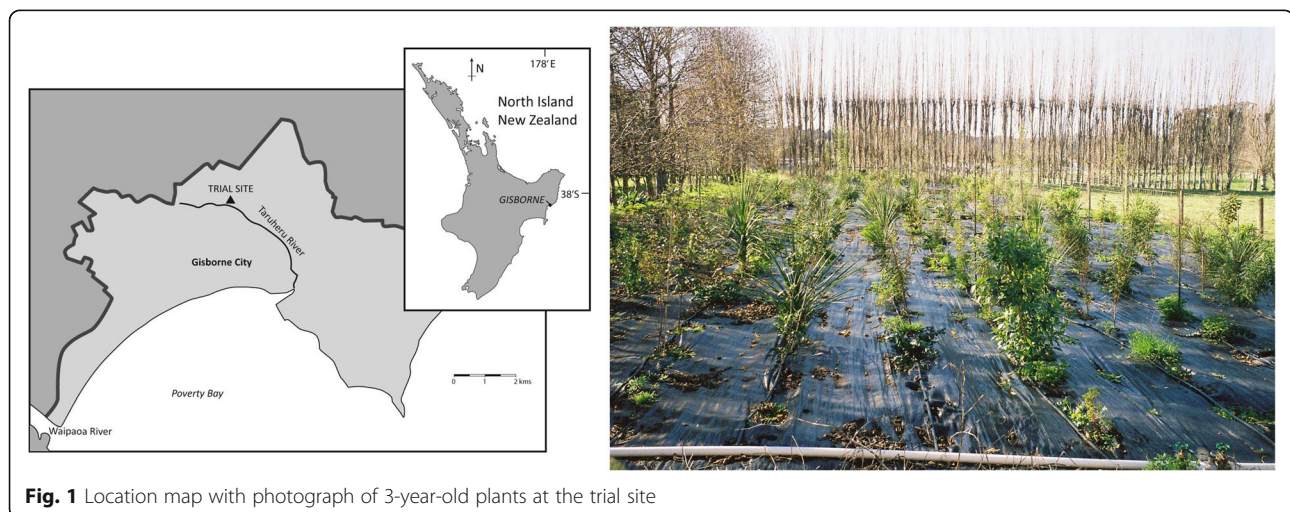 178°E
N
North Island
New Zealand
38°S
GISBORNE
TRIAL SITE
Taruheru River
Gisborne City
0 1 2 kms
Poverty Bay
Waipaoa River
Fig. 1 Location map with photograph of 3-year-old plants at the trial site